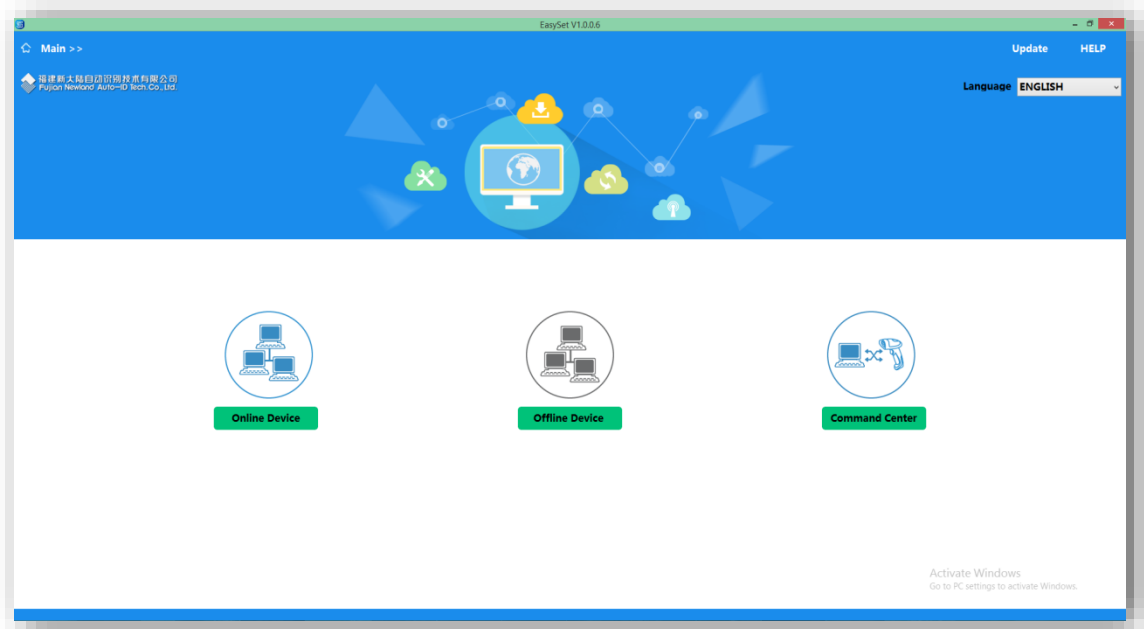 EasySet V1.0.0.6
Main >>
Update
HELP
福建新大陆自动识别技术有限公司
Fujian Newland Auto-ID Tech. Co., Ltd.
Language
ENGLISH
Online Device
Offline Device
Command Center
Activate Windows
Go to PC settings to activate Windows.